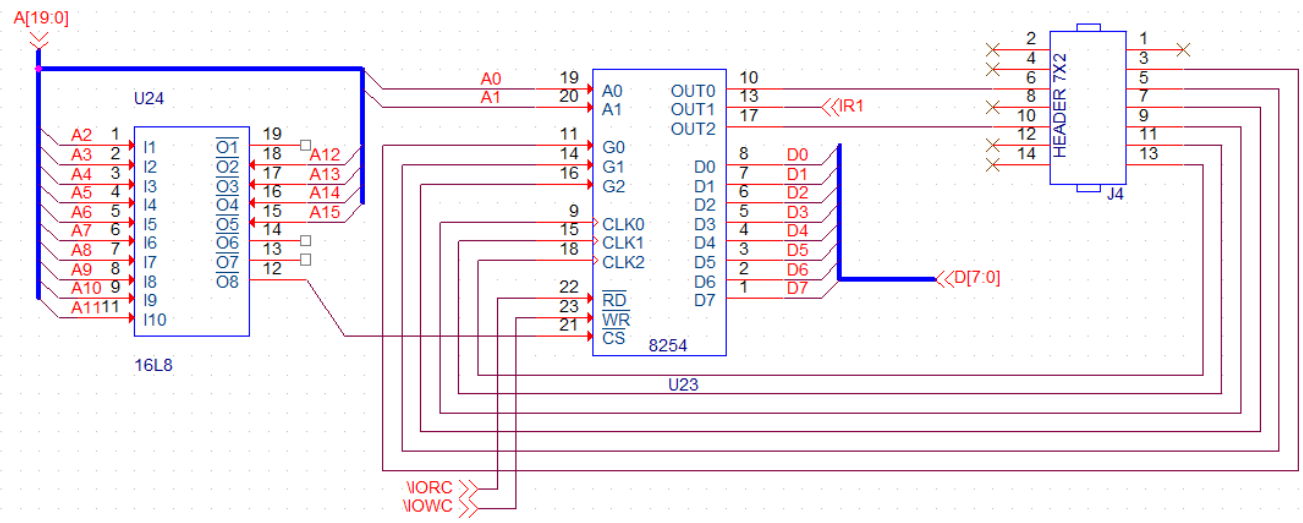 A[19:0]
U24
A2 1 I1
A3 2 I2
A4 3 I3
A5 4 I4
A6 5 I5
A7 6 I6
A8 7 I7
A9 8 I8
A10 9 I9
A11 11 I10
O1 19
O2 18 A12
O3 17 A13
O4 16 A14
O5 15 A15
O6 14
O7 13
O8 12
16L8
A0 19 A0
A1 20 A1
11 G0
14 G1
16 G2
9 CLK0
15 CLK1
18 CLK2
22 RD
23 WR
21 CS
OUT0 10
OUT1 13 IR1
OUT2 17
D0 8 D0
D1 7 D1
D2 6 D2
D3 5 D3
D4 4 D4
D5 3 D5
D6 2 D6
D7 1 D7
8254
U23
D[7:0]
2 1
4 3
6 5
8 7
10 9
12 11
14 13
HEADER 7X2
J4
\IORC
\IOWC